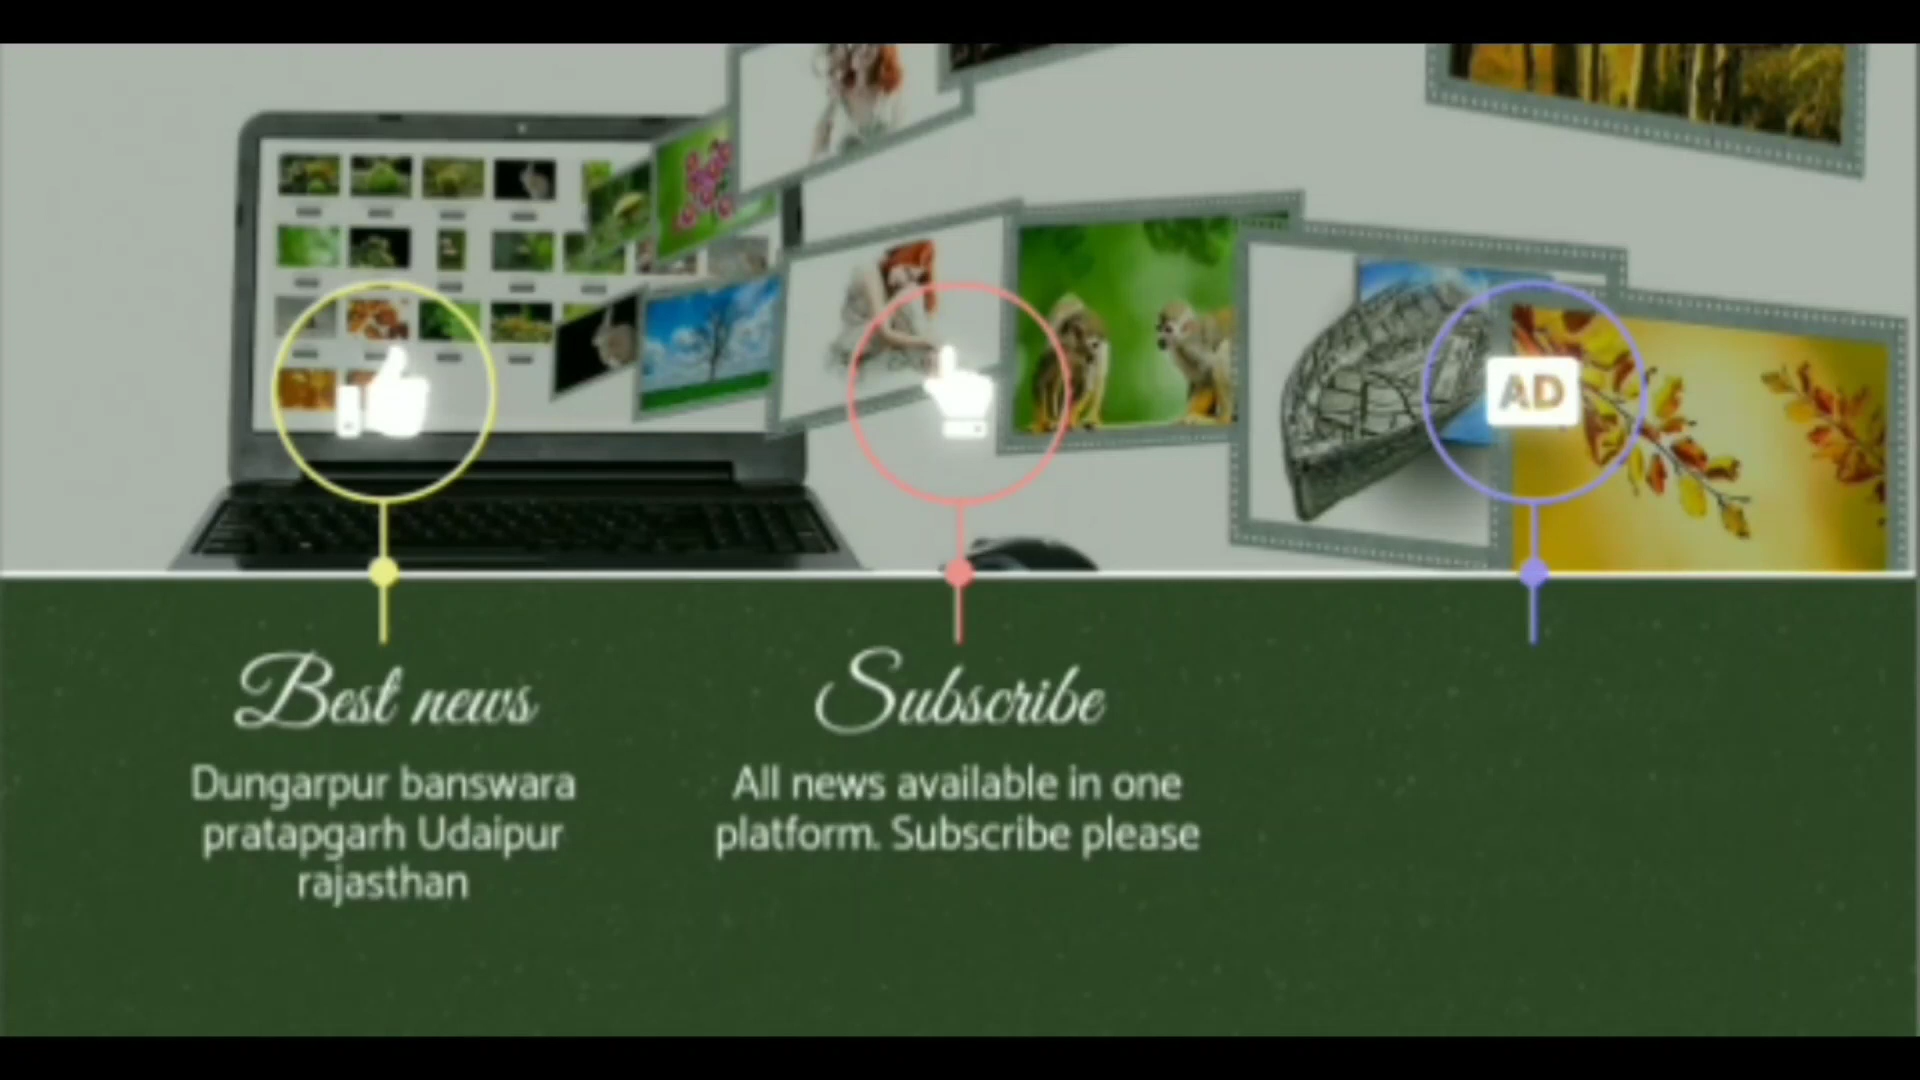 AD
Best news
Dungarpur banswara
pratapgarh Udaipur
rajasthan
Subscribe
All news available in one
platform. Subscribe please